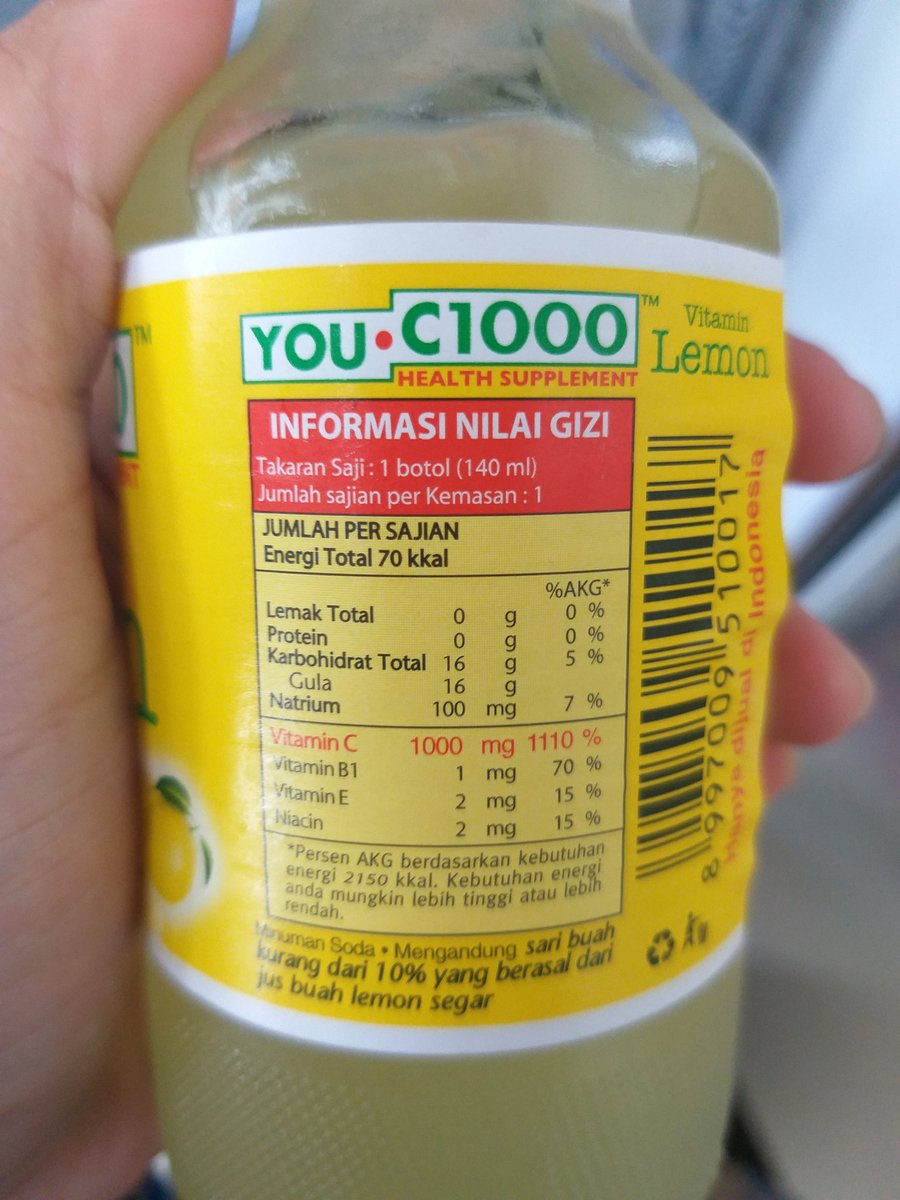 YOU•C1000™
HEALTH SUPPLEMENT
Vitamin
Lemon
INFORMASI NILAI GIZI
Takaran Saji : 1 botol (140 ml)
Jumlah sajian per Kemasan : 1
JUMLAH PER SAJIAN
Energi Total 70 kkal
%AKG*
Lemak Total 0 g 0 %
Protein 0 g 0 %
Karbohidrat Total 16 g 5 %
Gula 16 g
Natrium 100 mg 7 %
Vitamin C 1000 mg 1110 %
Vitamin B1 1 mg 70 %
Vitamin E 2 mg 15 %
Niacin 2 mg 15 %
*Persen AKG berdasarkan kebutuhan
energi 2150 kkal. Kebutuhan energi
anda mungkin lebih tinggi atau lebih
rendah.
Minuman Soda • Mengandung sari buah
kurang dari 10% yang berasal dari
jus buah lemon segar
8 997009 510017
Hanya dijual di Indonesia